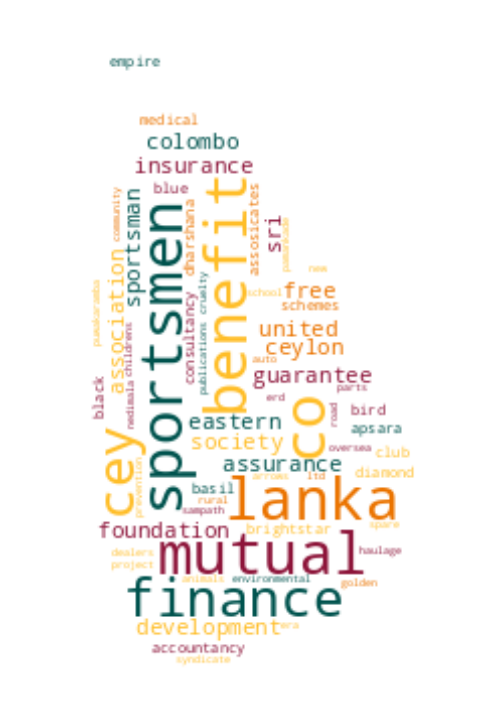 empire
medical
colombo
insurance
blue
sportsmen
benefit
sportsman
community
dharshana
assosicates
sri
pamankada
association
new
school
free
schemes
cruelty
publications
consultancy
childrens
nedimala
black
united
ceylon
auto
guarantee
parts
erd
co
road
bird
apsara
eastern
society
oversea
club
assurance
diamond
cey
prevention
arrows
ltd
basil
rural
sampath
lanka
foundation
brightstar
spare
mutual
haulage
dealers
project
animals
environmental
golden
finance
development
era
accountancy
syndicate